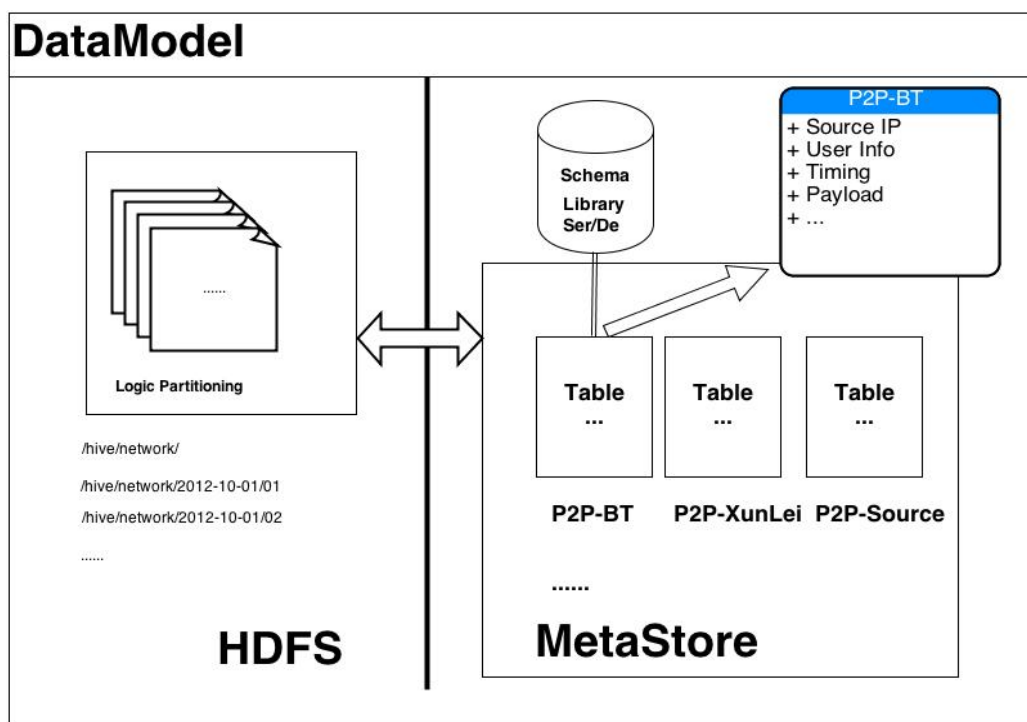 DataModel
......
Logic Partitioning
/hive/network/
/hive/network/2012-10-01/01
/hive/network/2012-10-01/02
......
HDFS
Schema
Library
Ser/De
P2P-BT
+ Source IP
+ User Info
+ Timing
+ Payload
+ ...
Table
...
Table
...
Table
...
P2P-BT
P2P-XunLei
P2P-Source
......
MetaStore